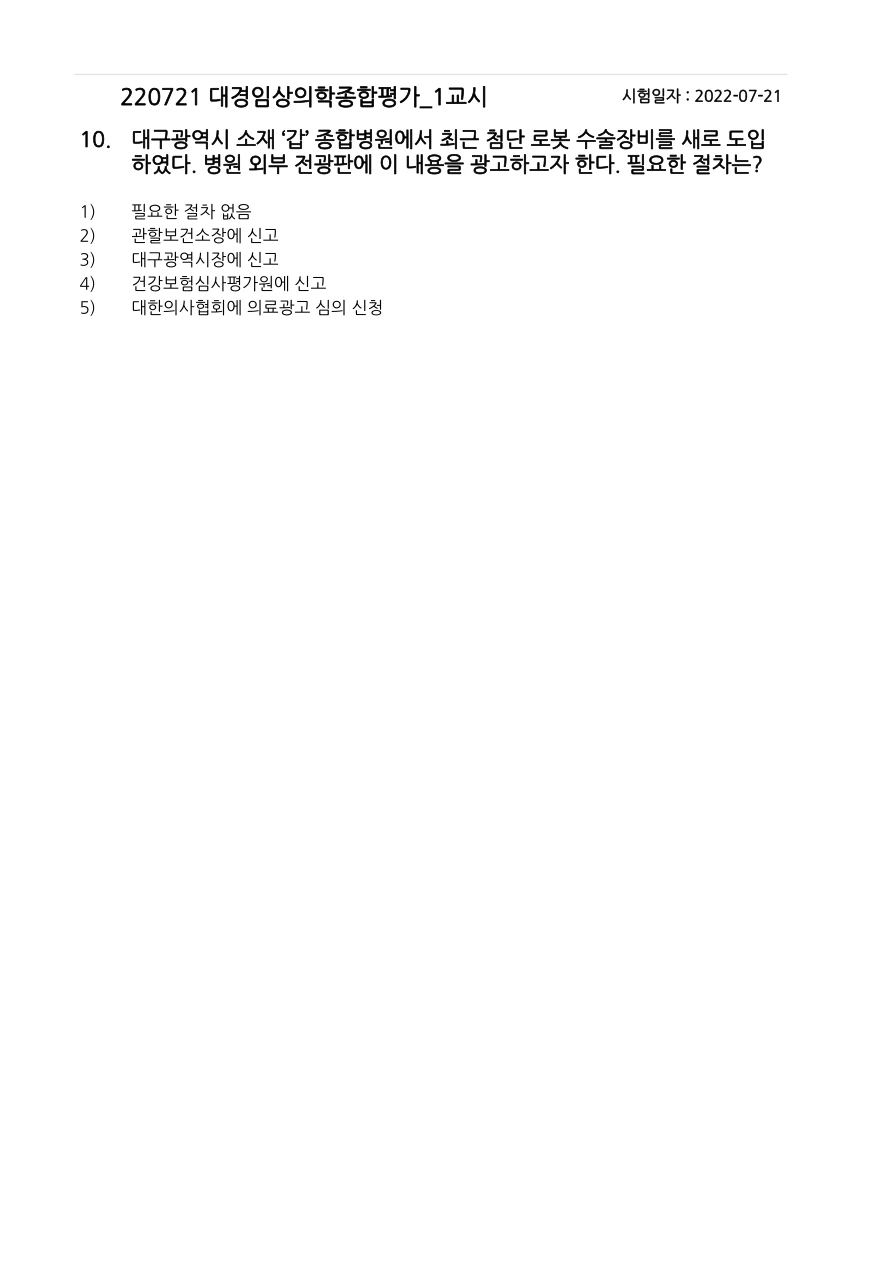 220721 대경임상의학종합평가_1교시 시험일자 : 2022-07-21
10. 대구광역시 소재 ‘갑’ 종합병원에서 최근 첨단 로봇 수술장비를 새로 도입
하였다. 병원 외부 전광판에 이 내용을 광고하고자 한다. 필요한 절차는?
1) 필요한 절차 없음
2) 관할보건소장에 신고
3) 대구광역시장에 신고
4) 건강보험심사평가원에 신고
5) 대한의사협회에 의료광고 심의 신청